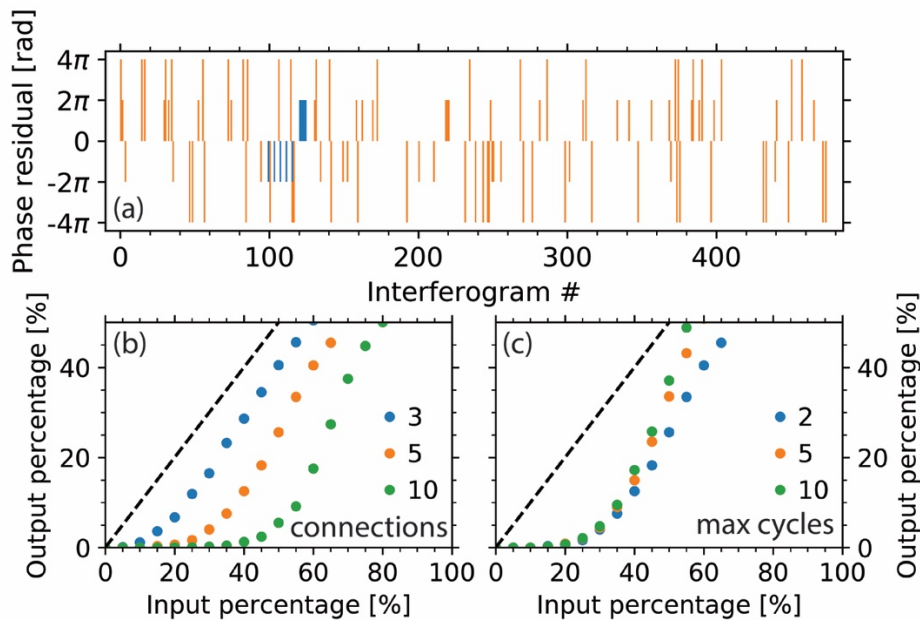 Phase residual [rad]
4π
2π
0
-2π
-4π
(a)
0 100 200 300 400
Interferogram #
Output percentage [%]
40
20
0
(b)
3
5
10
connections
0 20 40 60 80 100
Input percentage [%]
(c)
2
5
10
max cycles
0 20 40 60 80 100
Input percentage [%]
40
20
0
Output percentage [%]